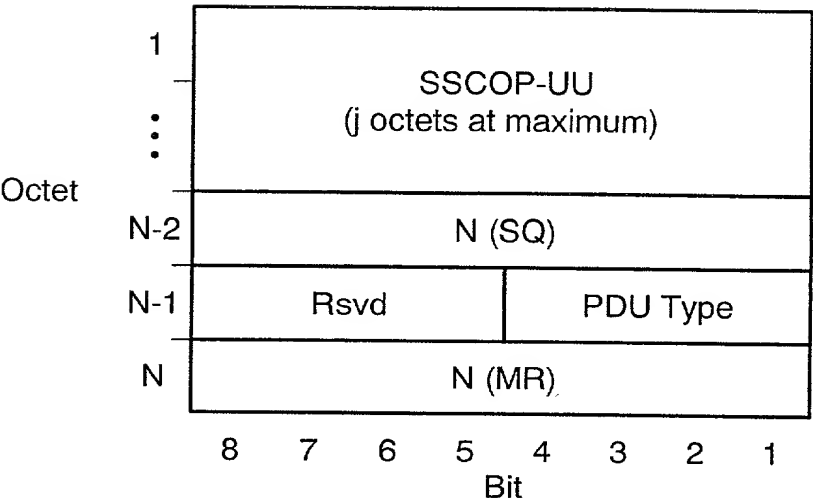 1
SSCOP-UU
(j octets at maximum)
Octet
N-2 N (SQ)
N-1 Rsvd PDU Type
N N (MR)
8 7 6 5 4 3 2 1
Bit